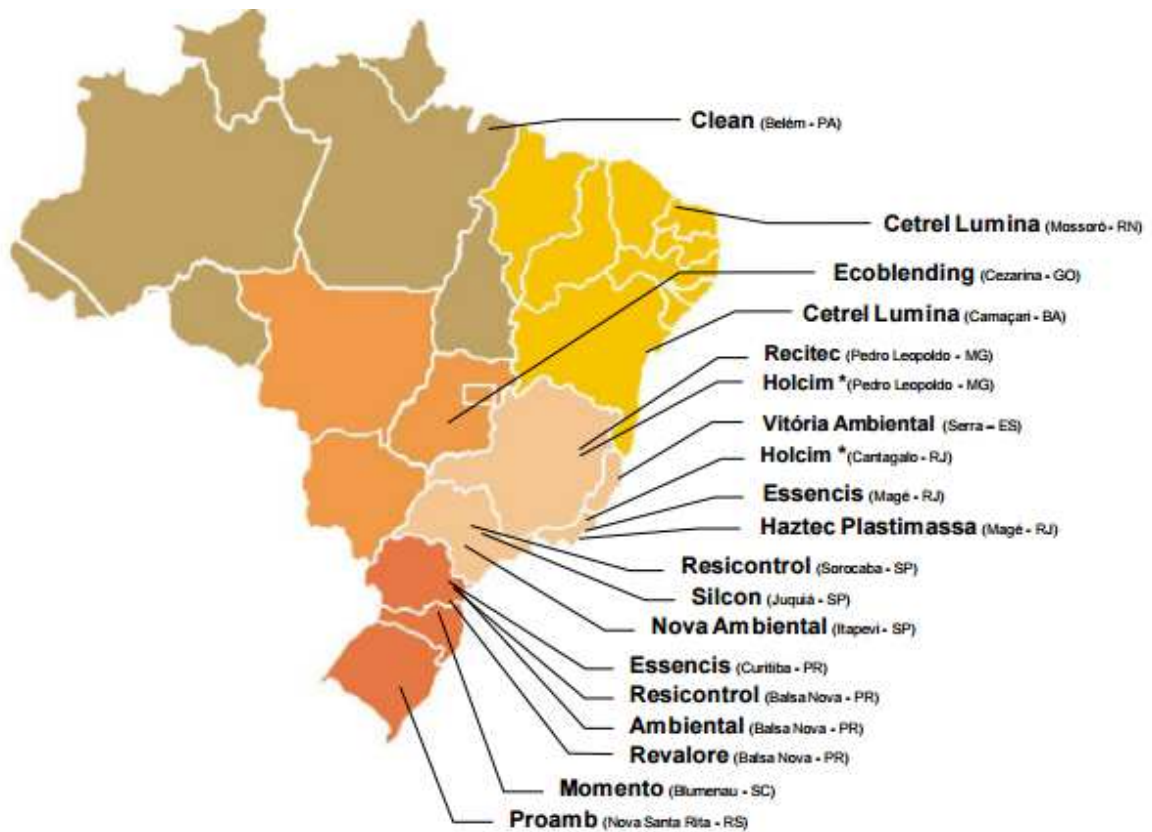 Clean (Belém - PA)
Cetrel Lumina (Mossoró - RN)
Ecoblending (Cezarina - GO)
Cetrel Lumina (Camaçari - BA)
Recitec (Pedro Leopoldo - MG)
Holcim * (Pedro Leopoldo - MG)
Vitória Ambiental (Serra – ES)
Holcim * (Cantagalo - RJ)
Essencis (Magé - RJ)
Haztec Plastimassa (Magé - RJ)
Resicontrol (Sorocaba - SP)
Silcon (Juquiá - SP)
Nova Ambiental (Itapevi - SP)
Essencis (Curitiba - PR)
Resicontrol (Balsa Nova - PR)
Ambiental (Balsa Nova - PR)
Revalore (Balsa Nova - PR)
Momento (Blumenau - SC)
Proamb (Nova Santa Rita - RS)